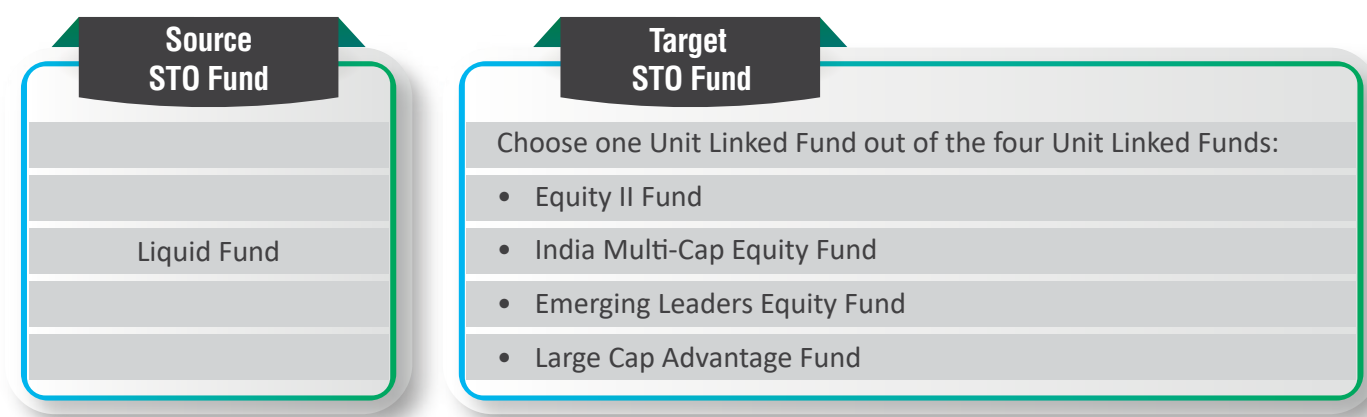 Source
STO Fund
Liquid Fund
Target
STO Fund
Choose one Unit Linked Fund out of the four Unit Linked Funds:
• Equity II Fund
• India Multi-Cap Equity Fund
• Emerging Leaders Equity Fund
• Large Cap Advantage Fund